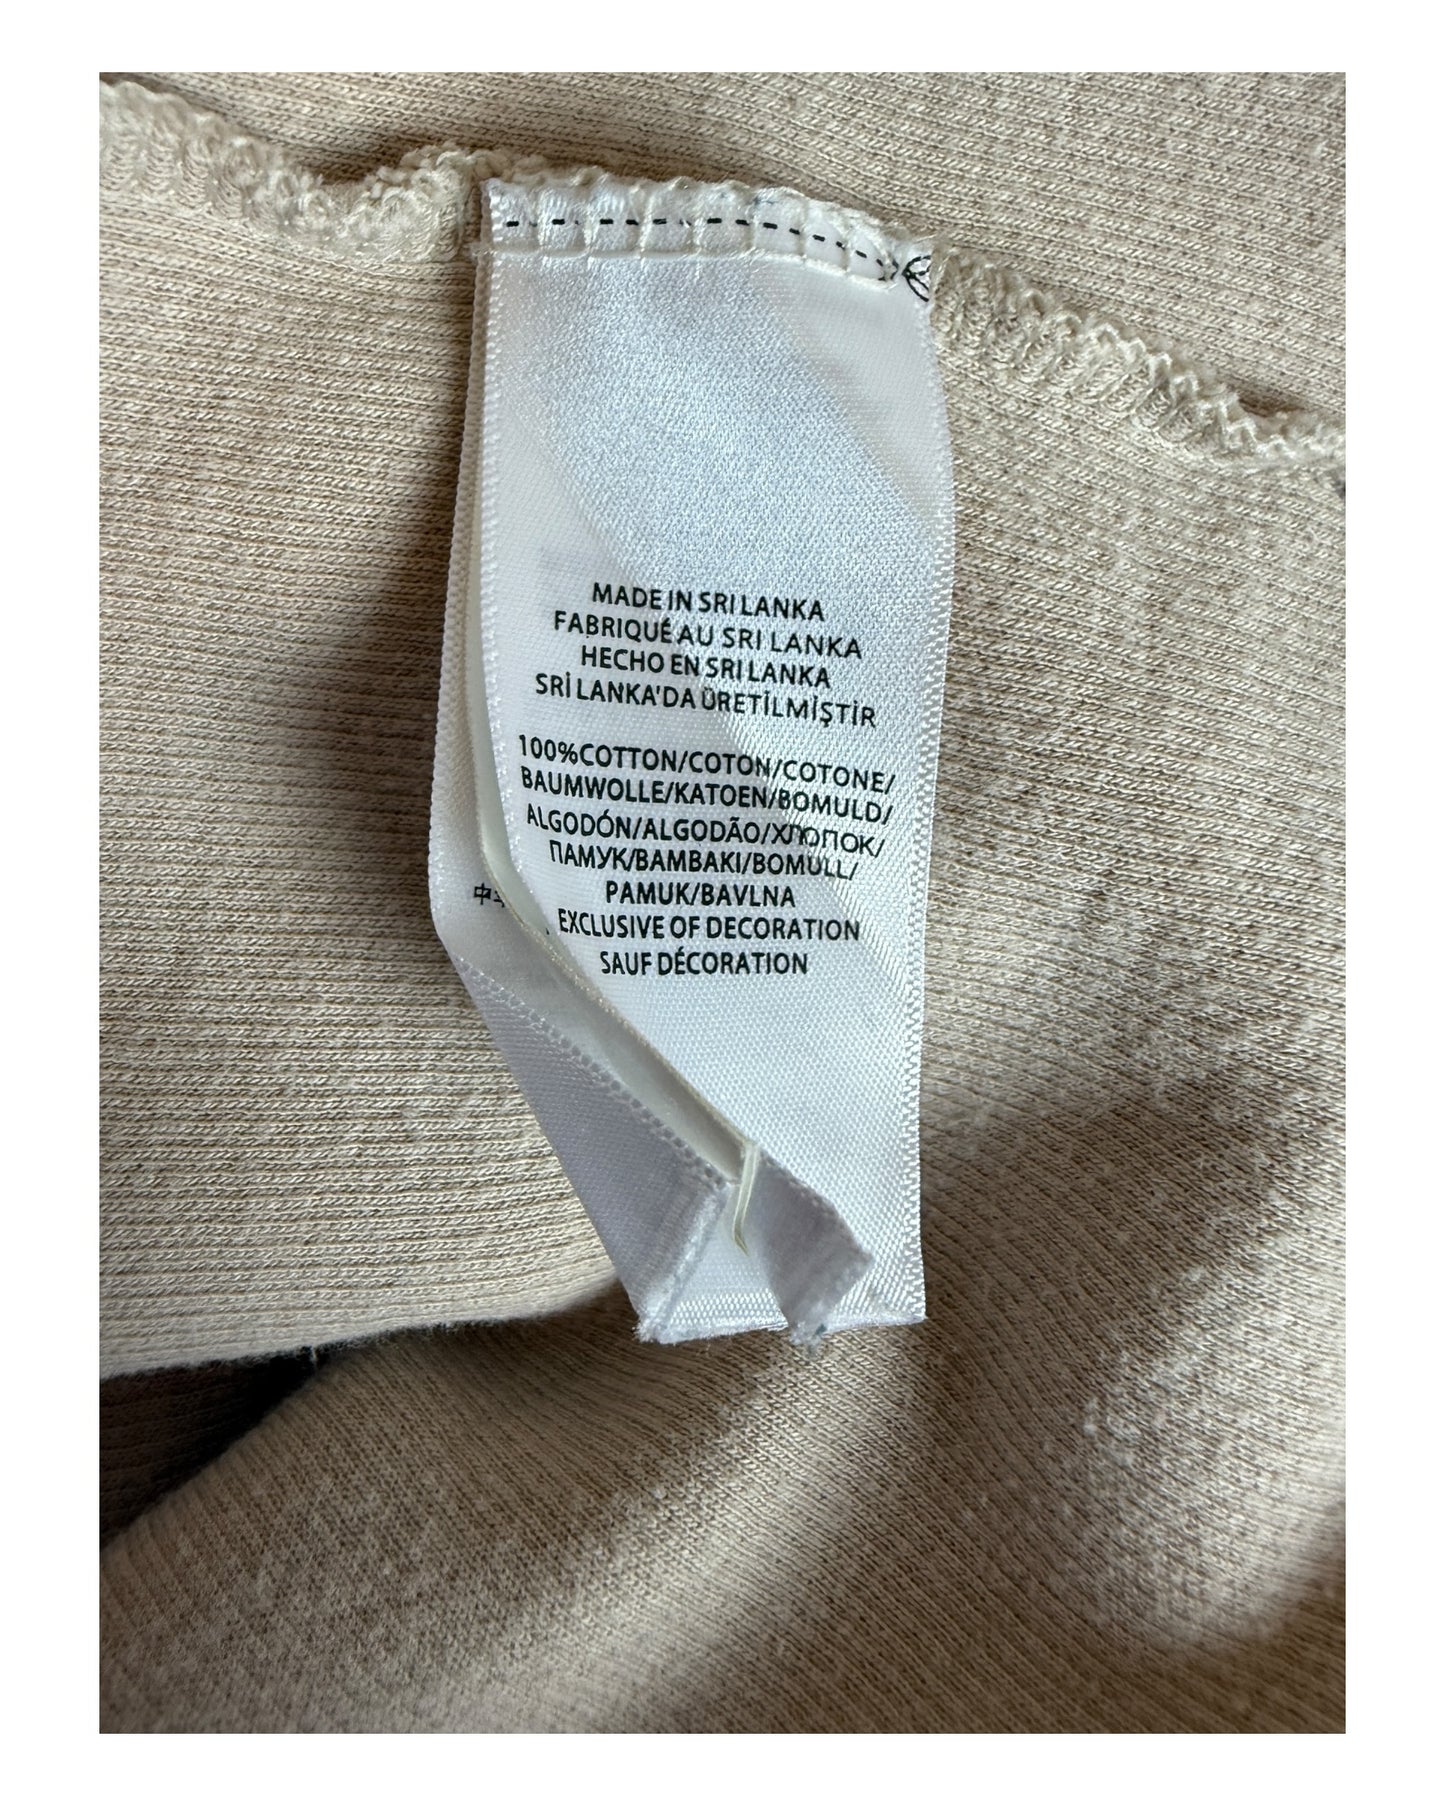 MADE IN SRI LANKA
FABRIQUÉ AU SRI LANKA
HECHO EN SRI LANKA
SRİ LANKA'DA ÜRETİLMİŞTİR
100%COTTON/COTON/COTONE/
BAUMWOLLE/KATOEN/BOMULD/
ALGODÓN/ALGODÃO/ХЛОПОК/
ПАМУК/BAMBAKI/BOMULL/
PAMUK/BAVLNA
EXCLUSIVE OF DECORATION
SAUF DÉCORATION
中